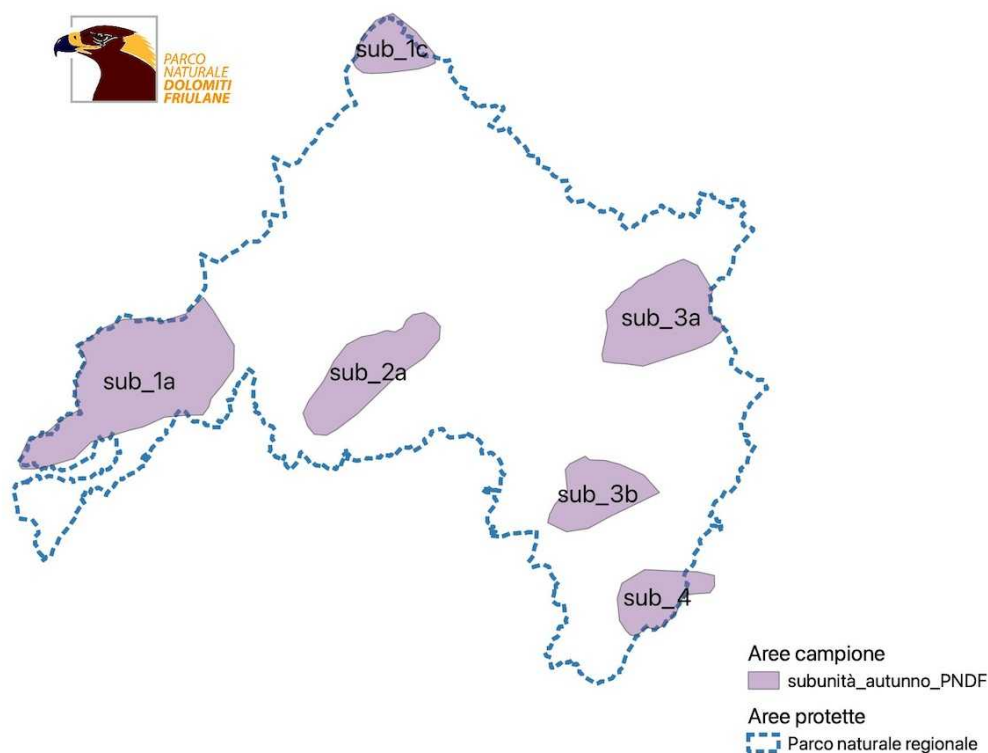 PARCO
NATURALE
DOLOMITI
FRIULANE
sub_1c
sub_3a
sub_1a
sub_2a
sub_3b
sub_4
Aree campione
subunità_autunno_PNDF
Aree protette
Parco naturale regionale